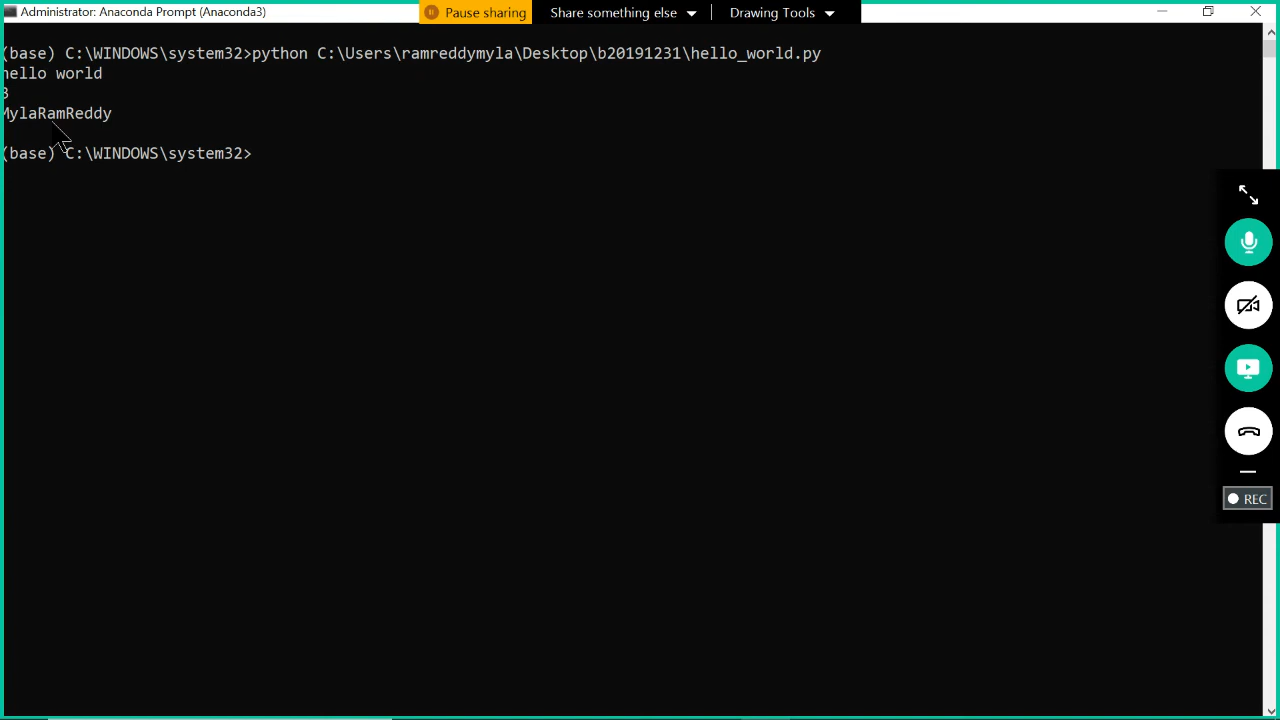 Administrator: Anaconda Prompt (Anaconda3)
Pause sharing
Share something else
Drawing Tools
(base) C:\WINDOWS\system32>python C:\Users\ramreddymyla\Desktop\b20191231\hello_world.py
hello world
3
MylaRamReddy
(base) C:\WINDOWS\system32>
REC